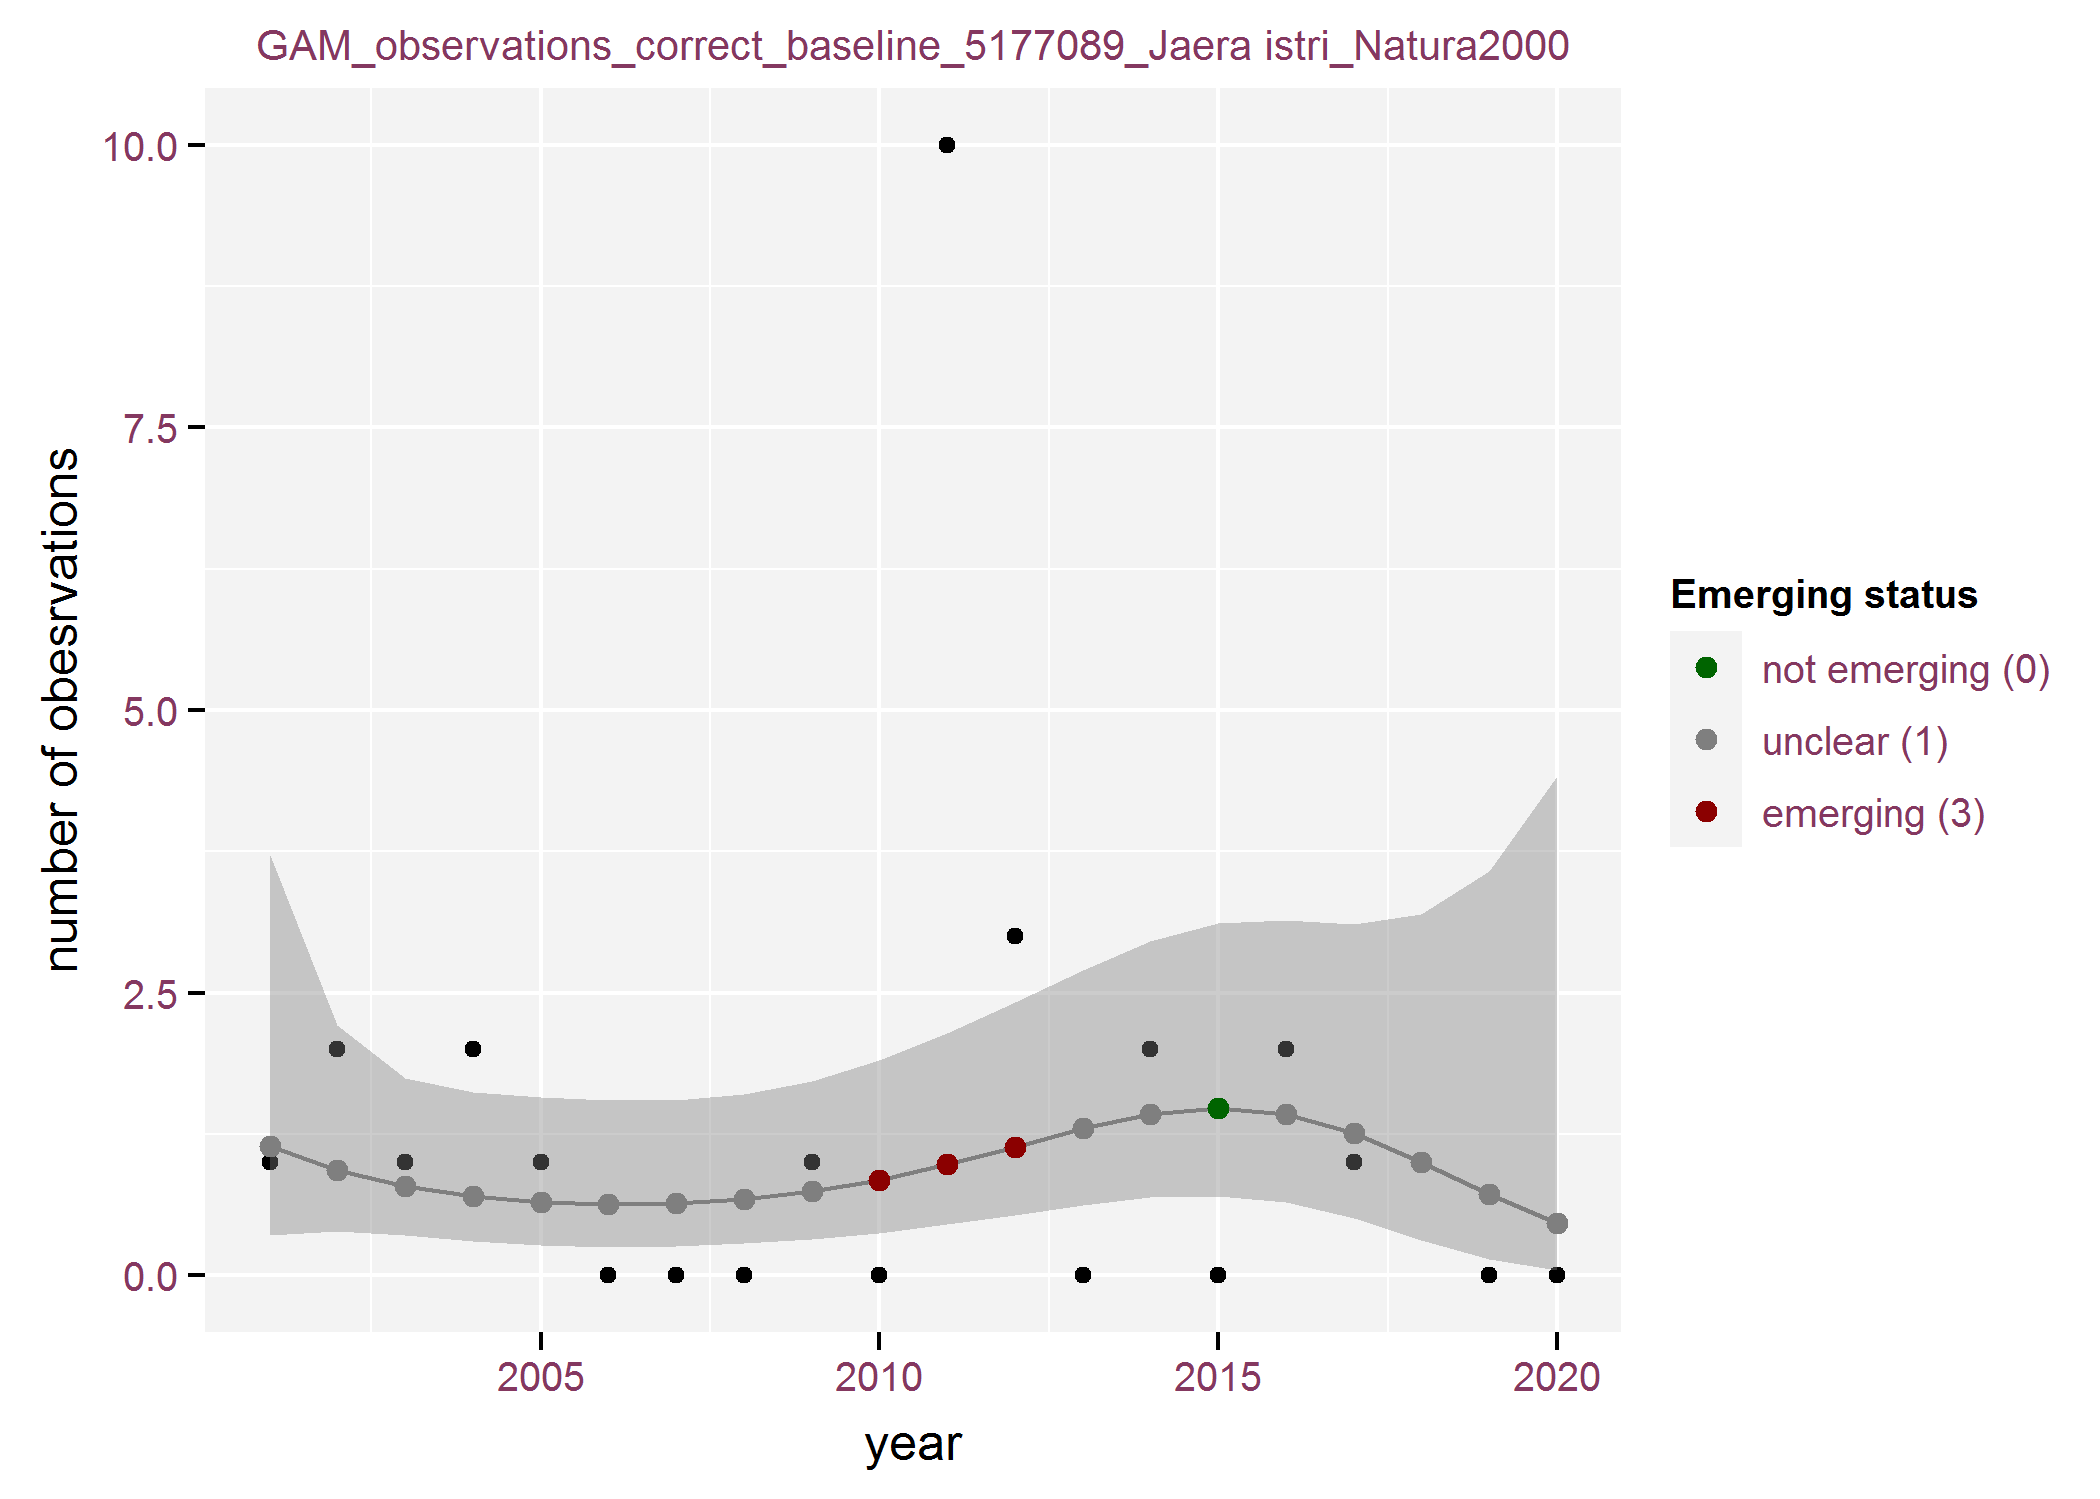 GAM_observations_correct_baseline_5177089_Jaera istri_Natura2000
10.0
7.5
5.0
2.5
0.0
number of obesrvations
2005 2010 2015 2020
year
Emerging status
not emerging (0)
unclear (1)
emerging (3)